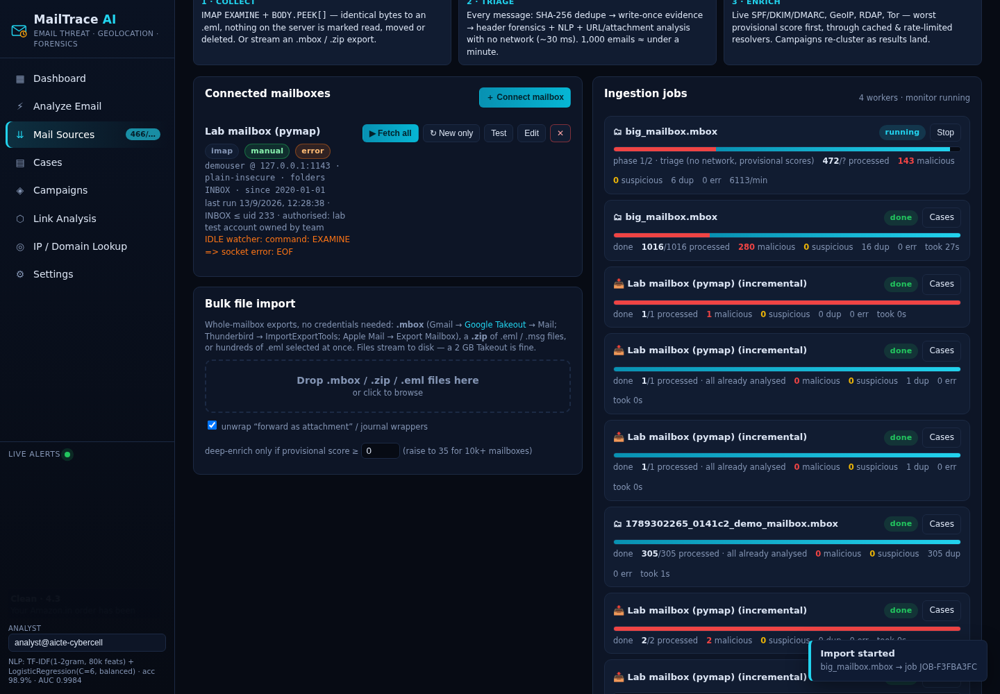 MailTrace AI
EMAIL THREAT · GEOLOCATION ·
FORENSICS
Dashboard
Analyze Email
Mail Sources 466/...
Cases
Campaigns
Link Analysis
IP / Domain Lookup
Settings
LIVE ALERTS
Clean · 4.3
ANALYST
analyst@aicte-cybercell
NLP: TF-IDF(1-2gram, 80k feats) +
LogisticRegression(C=6, balanced) · acc
98.9% · AUC 0.9984
1 · COLLECT
IMAP EXAMINE + BODY.PEEK[] — identical bytes to an
.eml, nothing on the server is marked read, moved or
deleted. Or stream an .mbox / .zip export.
2 · TRIAGE
Every message: SHA-256 dedupe → write-once evidence
→ header forensics + NLP + URL/attachment analysis
with no network (~30 ms). 1,000 emails ≈ under a
minute.
3 · ENRICH
Live SPF/DKIM/DMARC, GeoIP, RDAP, Tor — worst
provisional score first, through cached & rate-limited
resolvers. Campaigns re-cluster as results land.
Connected mailboxes
+ Connect mailbox
Lab mailbox (pymap)
▶ Fetch all ↻ New only Test Edit ✕
imap manual error
demouser @ 127.0.0.1:1143 ·
plain-insecure · folders
INBOX · since 2020-01-01
last run 13/9/2026, 12:28:38 ·
INBOX ≤ uid 233 · authorised: lab
test account owned by team
IDLE watcher: command: EXAMINE
=> socket error: EOF
Bulk file import
Whole-mailbox exports, no credentials needed: .mbox (Gmail → Google Takeout → Mail;
Thunderbird → ImportExportTools; Apple Mail → Export Mailbox), a .zip of .eml / .msg files,
or hundreds of .eml selected at once. Files stream to disk — a 2 GB Takeout is fine.
Drop .mbox / .zip / .eml files here
or click to browse
unwrap “forward as attachment” / journal wrappers
deep-enrich only if provisional score ≥ 0 (raise to 35 for 10k+ mailboxes)
Ingestion jobs
4 workers · monitor running
big_mailbox.mbox running Stop
phase 1/2 · triage (no network, provisional scores) 472/? processed 143 malicious
0 suspicious 6 dup 0 err 6113/min
big_mailbox.mbox done Cases
done 1016/1016 processed 280 malicious 0 suspicious 16 dup 0 err took 27s
Lab mailbox (pymap) (incremental) done Cases
done 1/1 processed 1 malicious 0 suspicious 0 dup 0 err took 0s
Lab mailbox (pymap) (incremental) done Cases
done 1/1 processed · all already analysed 0 malicious 0 suspicious 1 dup 0 err
took 0s
Lab mailbox (pymap) (incremental) done Cases
done 1/1 processed · all already analysed 0 malicious 0 suspicious 1 dup 0 err
took 0s
1789302265_0141c2_demo_mailbox.mbox done Cases
done 305/305 processed · all already analysed 0 malicious 0 suspicious 305 dup
0 err took 1s
Lab mailbox (pymap) (incremental) done Cases
done 2/2 processed 2 malicious 0 suspicious 0 dup 0 err took 0s
Lab mailbox (pymap) (incremental)
Import started
big_mailbox.mbox → job JOB-F3FBA3FC